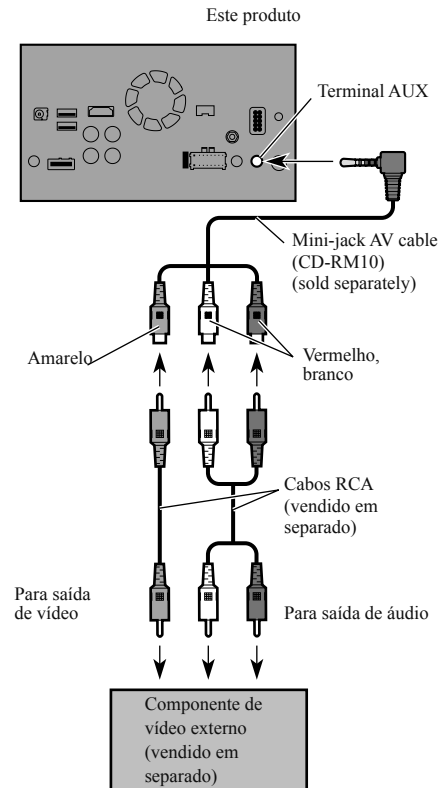 Este produto
Terminal AUX
Mini-jack AV cable
(CD-RM10)
(sold separately)
Amarelo
Vermelho,
branco
Cabos RCA
(vendido em
separado)
Para saída
de vídeo
Para saída de áudio
Componente de
vídeo externo
(vendido em
separado)